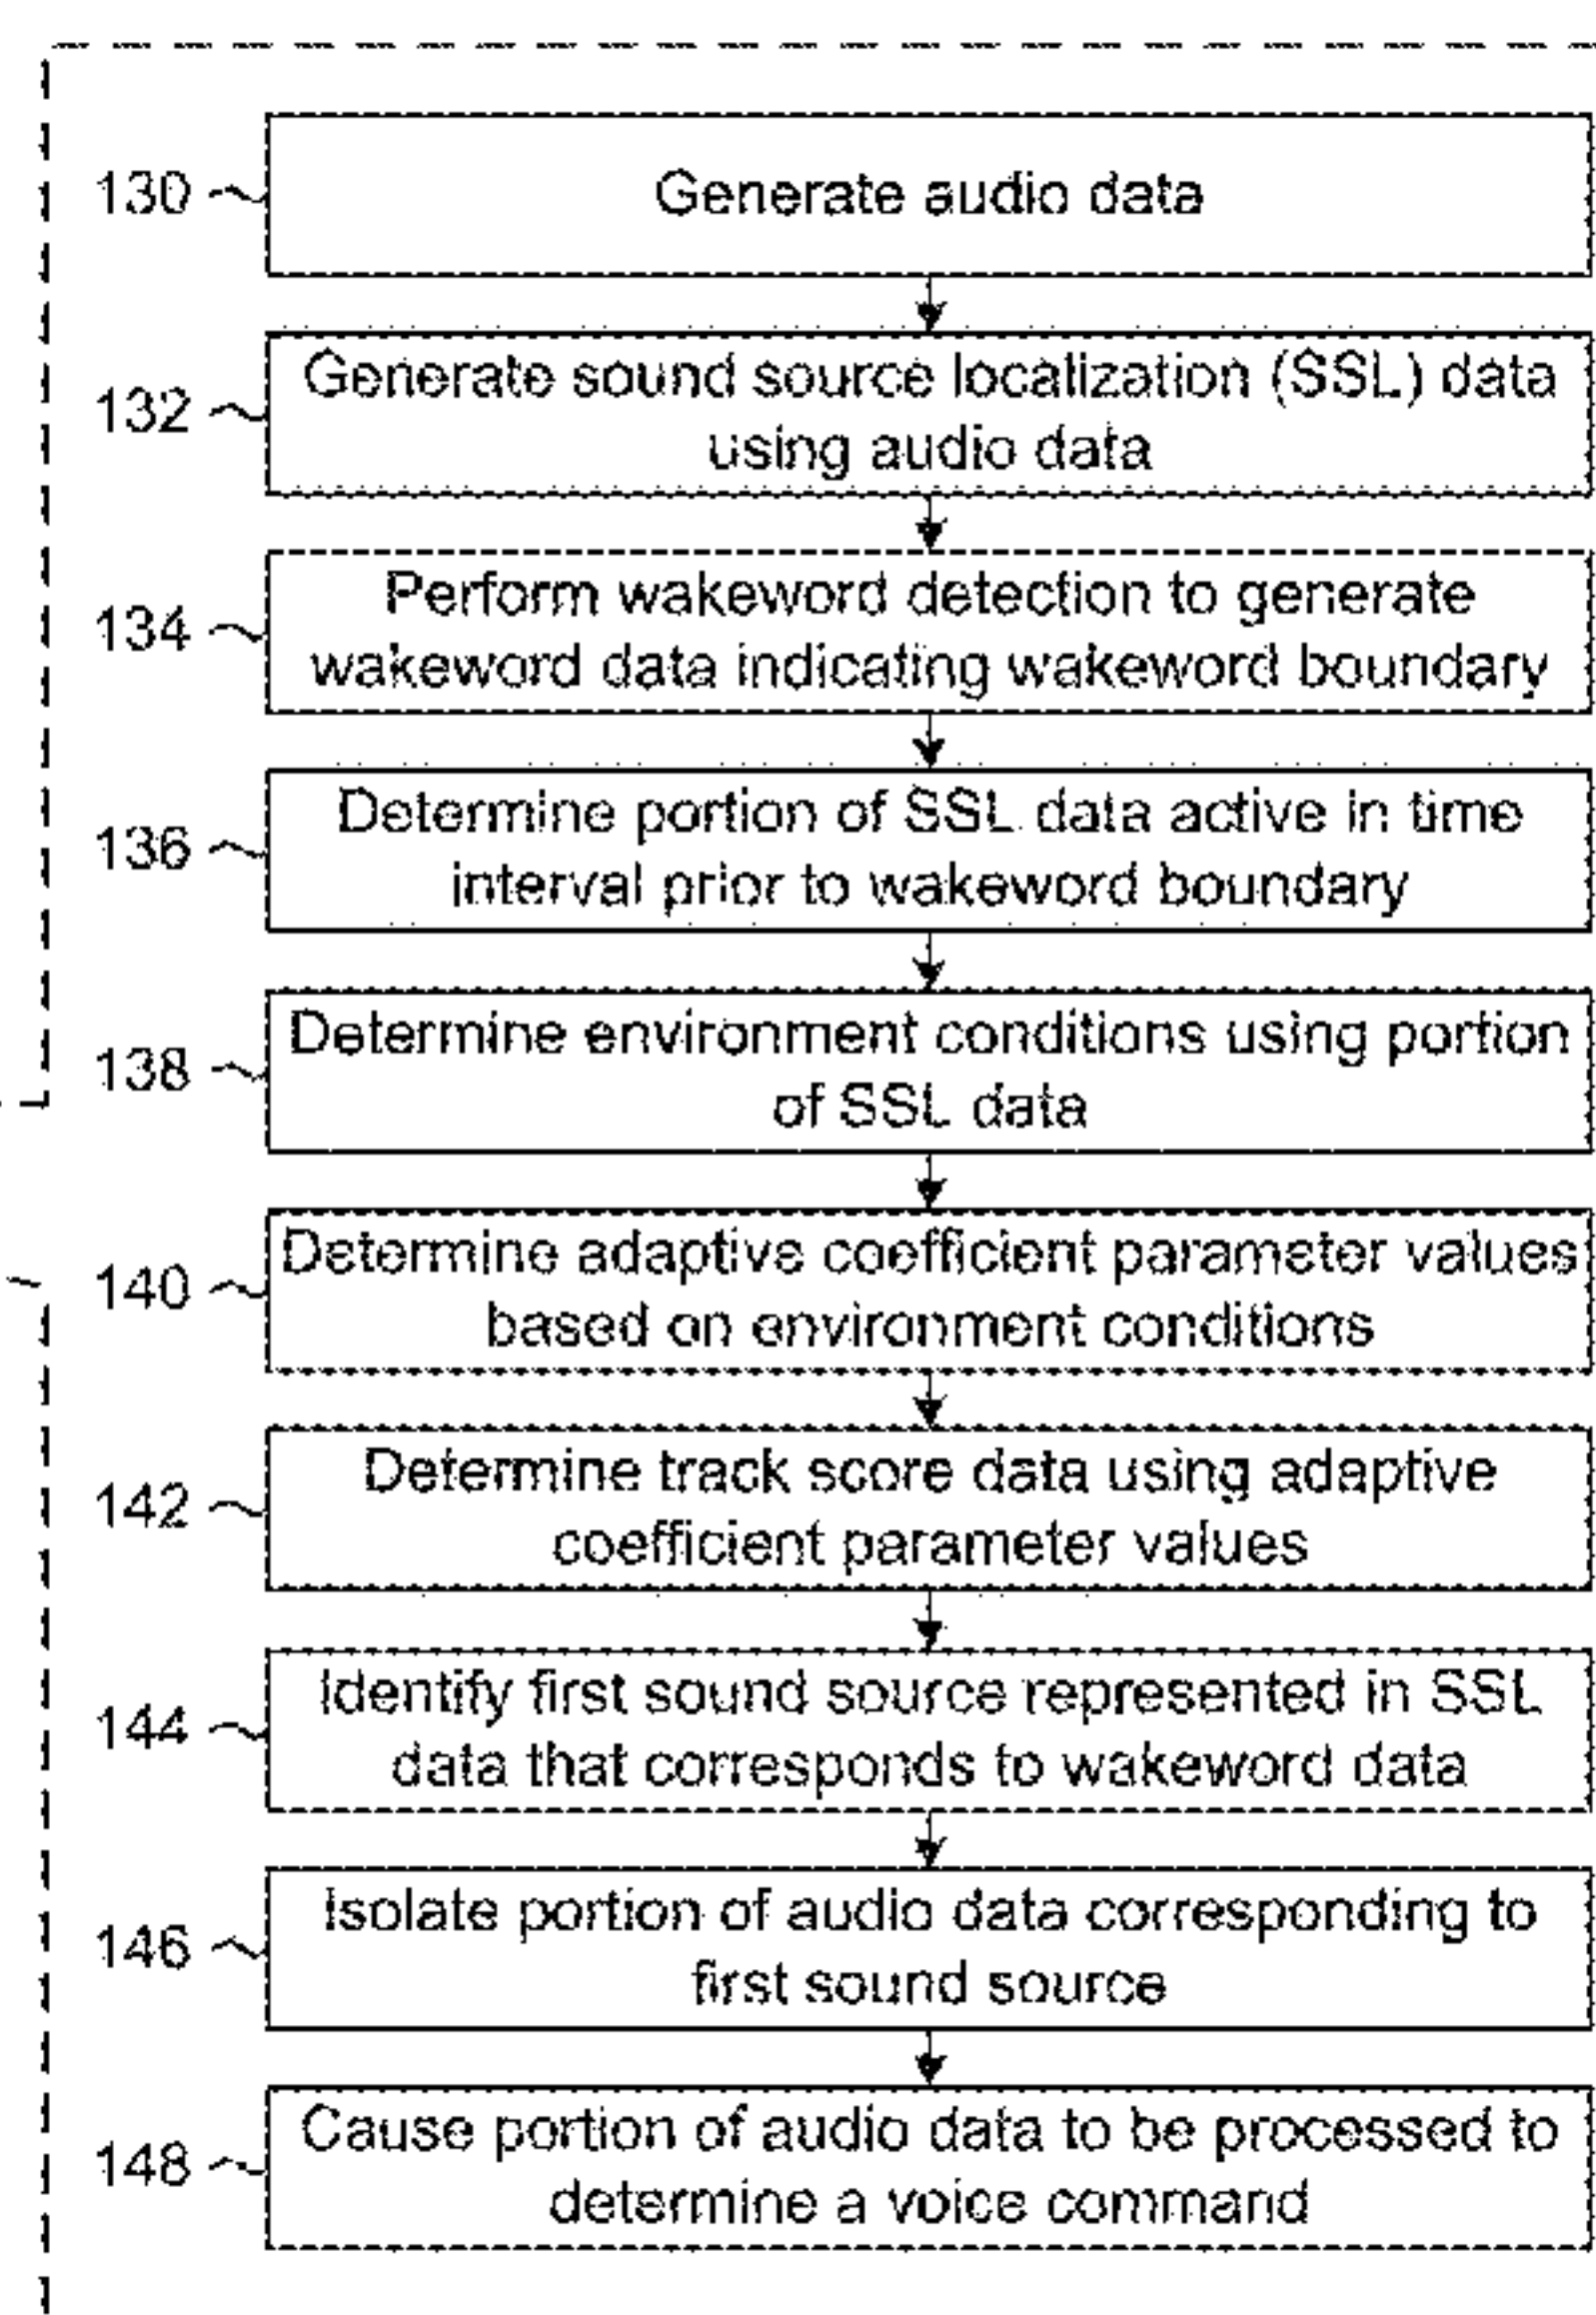 130
Generate audio data
132
Generate sound source localization (SSL) data
using audio data
134
Perform wakeword detection to generate
wakeword data indicating wakeword boundary
136
Determine portion of SSL data active in time
interval prior to wakeword boundary
138
Determine environment conditions using portion
of SSL data
140
Determine adaptive coefficient parameter values
based on environment conditions
142
Determine track score data using adaptive
coefficient parameter values
144
Identify first sound source represented in SSL
data that corresponds to wakeword data
146
Isolate portion of audio data corresponding to
first sound source
148
Cause portion of audio data to be processed to
determine a voice command